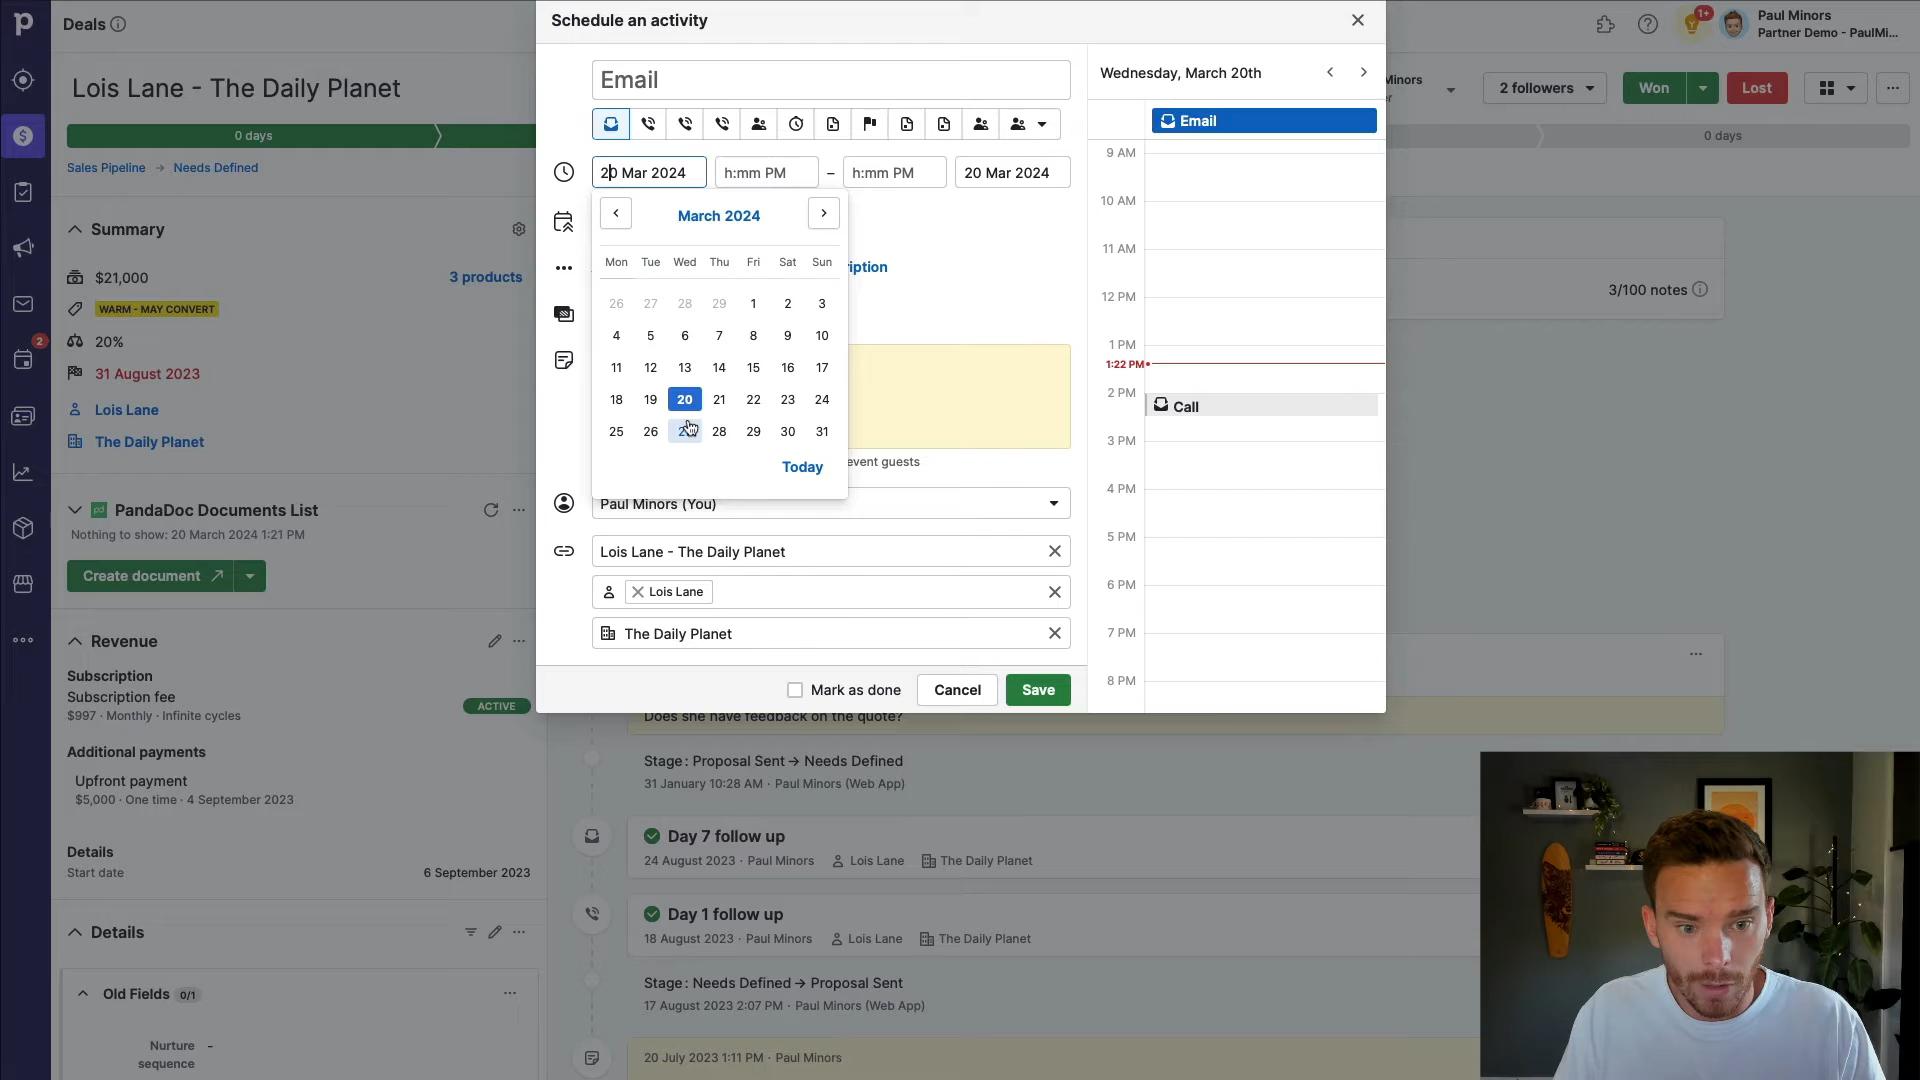 Deals
Lois Lane - The Daily Planet
0 days
Sales Pipeline → Needs Defined
Summary
$21,000
3 products
WARM - MAY CONVERT
20%
31 August 2023
Lois Lane
The Daily Planet
2
PandaDoc Documents List
Nothing to show: 20 March 2024 1:21 PM
Create document
Revenue
Subscription
Subscription fee
$997 · Monthly · Infinite cycles
ACTIVE
Additional payments
Upfront payment
$5,000 · One time · 4 September 2023
Details
Start date
6 September 2023
Details
Old Fields 0/1
Nurture sequence -
Schedule an activity
Email
20 Mar 2024
h:mm PM
–
h:mm PM
20 Mar 2024
March 2024
Mon Tue Wed Thu Fri Sat Sun
26 27 28 29 1 2 3
4 5 6 7 8 9 10
11 12 13 14 15 16 17
18 19 20 21 22 23 24
25 26 28 29 30 31
Today
event guests
Paul Minors (You)
Lois Lane - The Daily Planet
Lois Lane
The Daily Planet
Mark as done
Cancel
Save
Wednesday, March 20th
Email
9 AM
10 AM
11 AM
12 PM
1 PM
1:22 PM
2 PM
Call
3 PM
4 PM
5 PM
6 PM
7 PM
8 PM
1+
Paul Minors
Partner Demo - PaulMi...
Minors
2 followers
Won
Lost
0 days
3/100 notes
Does she have feedback on the quote?
Stage: Proposal Sent → Needs Defined
31 January 10:28 AM · Paul Minors (Web App)
Day 7 follow up
24 August 2023 · Paul Minors Lois Lane The Daily Planet
Day 1 follow up
18 August 2023 · Paul Minors Lois Lane The Daily Planet
Stage: Needs Defined → Proposal Sent
17 August 2023 2:07 PM · Paul Minors (Web App)
20 July 2023 1:11 PM · Paul Minors